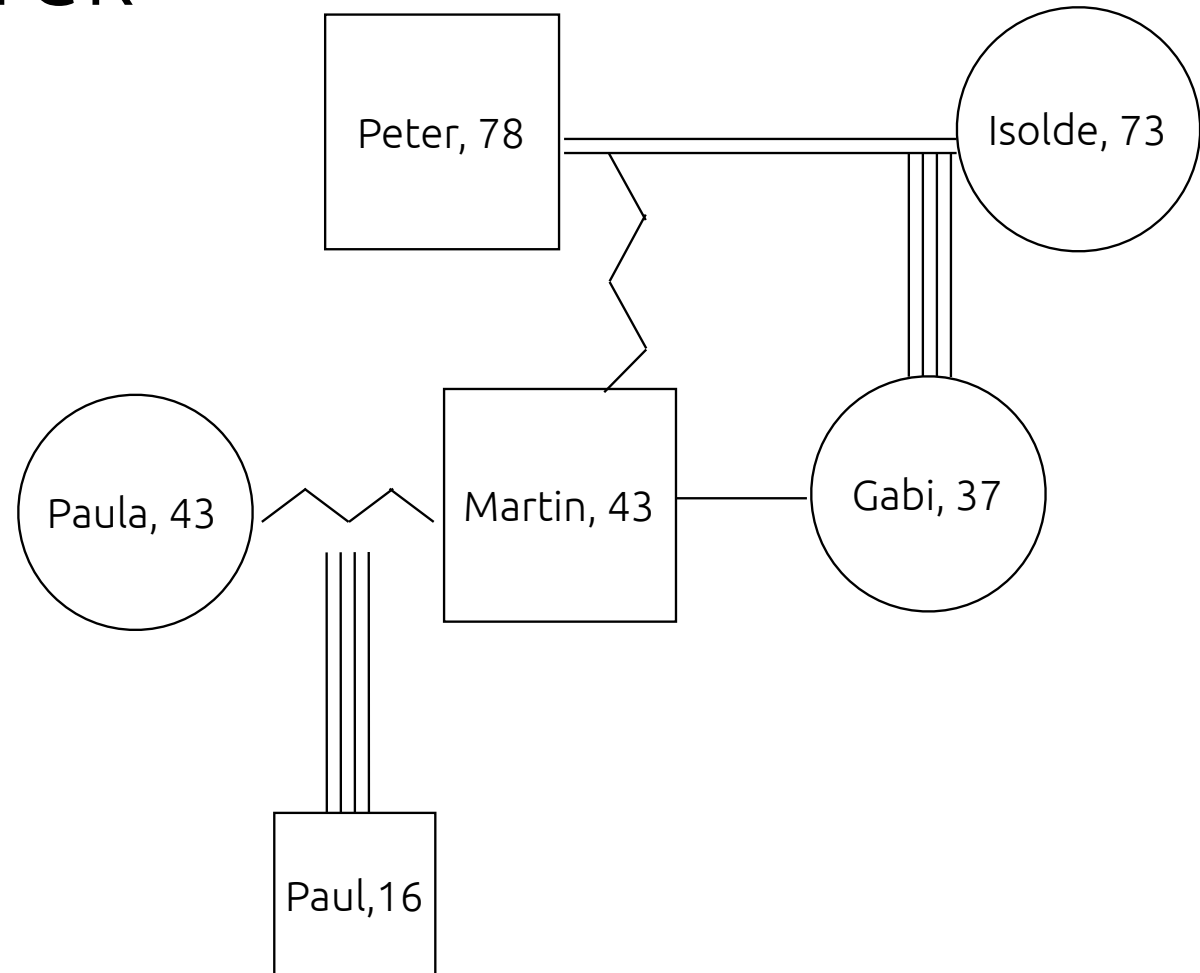 Peter, 78
Isolde, 73
Paula, 43
Martin, 43
Gabi, 37
Paul,16